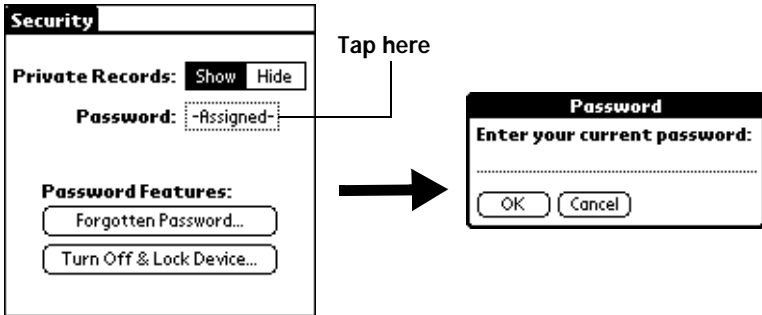 Security
Tap here
Private Records: Show Hide
Password: -Assigned-
Password Features:
Forgotten Password...
Turn Off & Lock Device...
Password
Enter your current password:
OK Cancel